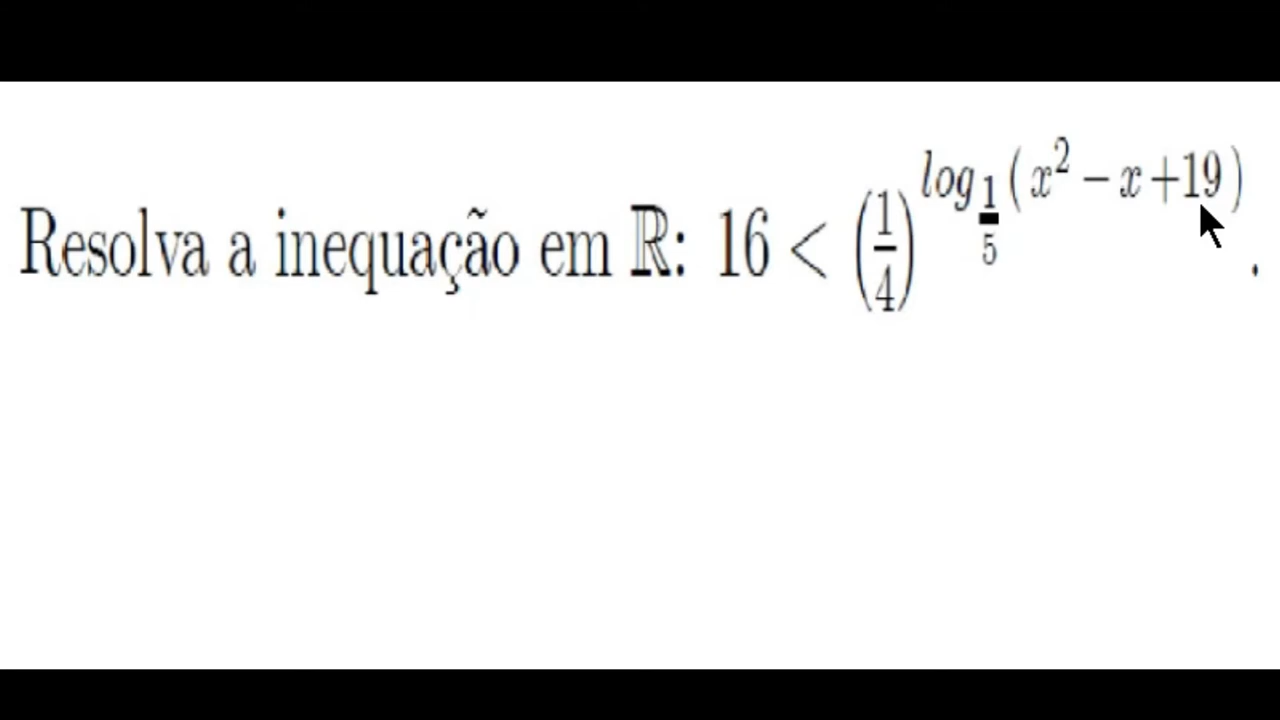 Resolva a inequação em ℝ: 16 < (1/4)^{log_{1/5}(x² − x + 19)}.